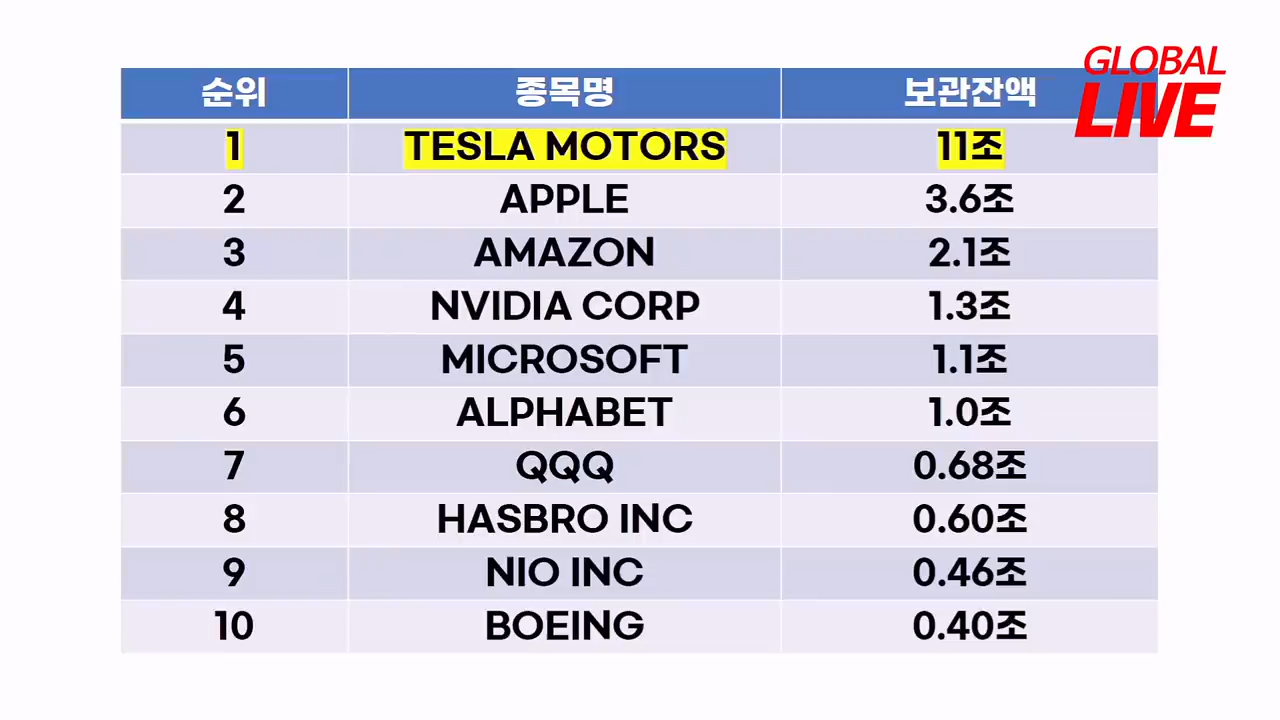 GLOBAL
LIVE
순위 종목명 보관잔액
1 TESLA MOTORS 11조
2 APPLE 3.6조
3 AMAZON 2.1조
4 NVIDIA CORP 1.3조
5 MICROSOFT 1.1조
6 ALPHABET 1.0조
7 QQQ 0.68조
8 HASBRO INC 0.60조
9 NIO INC 0.46조
10 BOEING 0.40조